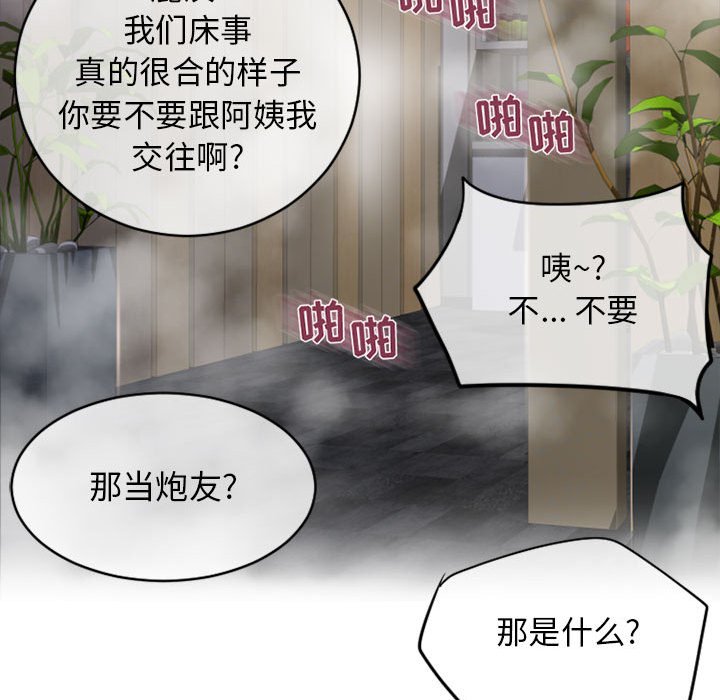 我们床事
真的很合的样子
你要不要跟阿姨我
交往啊?
啪啪
啪啪
咦~?
不... 不要
啪啪
那当炮友?
那是什么?